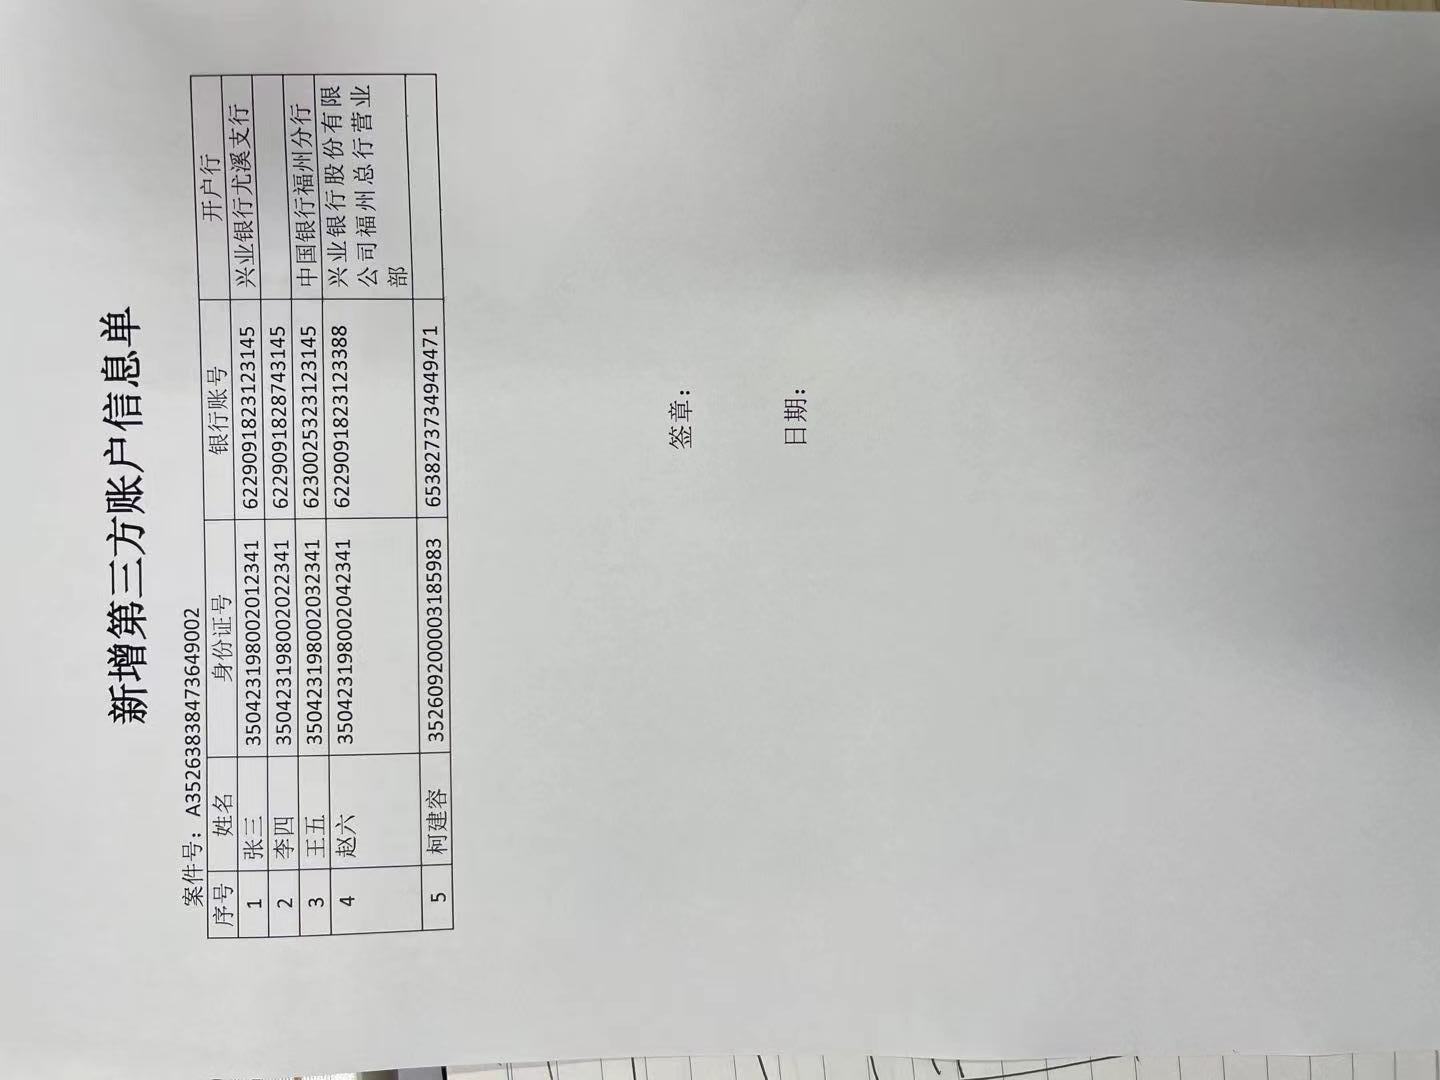 新增第三方账户信息单
案件号：A352638384736​49002
序号 姓名 身份证号 银行账号 开户行
1 张三 350423198002012341 622909182312​3145 兴业银行尤溪支行
2 李四 350423198002022341 6229091828743145
3 王五 350423198002032341 6230025323123145 中国银行福州分行
4 赵六 350423198002042341 6229091823123388 兴业银行股份有限
公司福州总行营业
部
5 柯建容 352609200003185983 6538273734949471
签章：
日期：